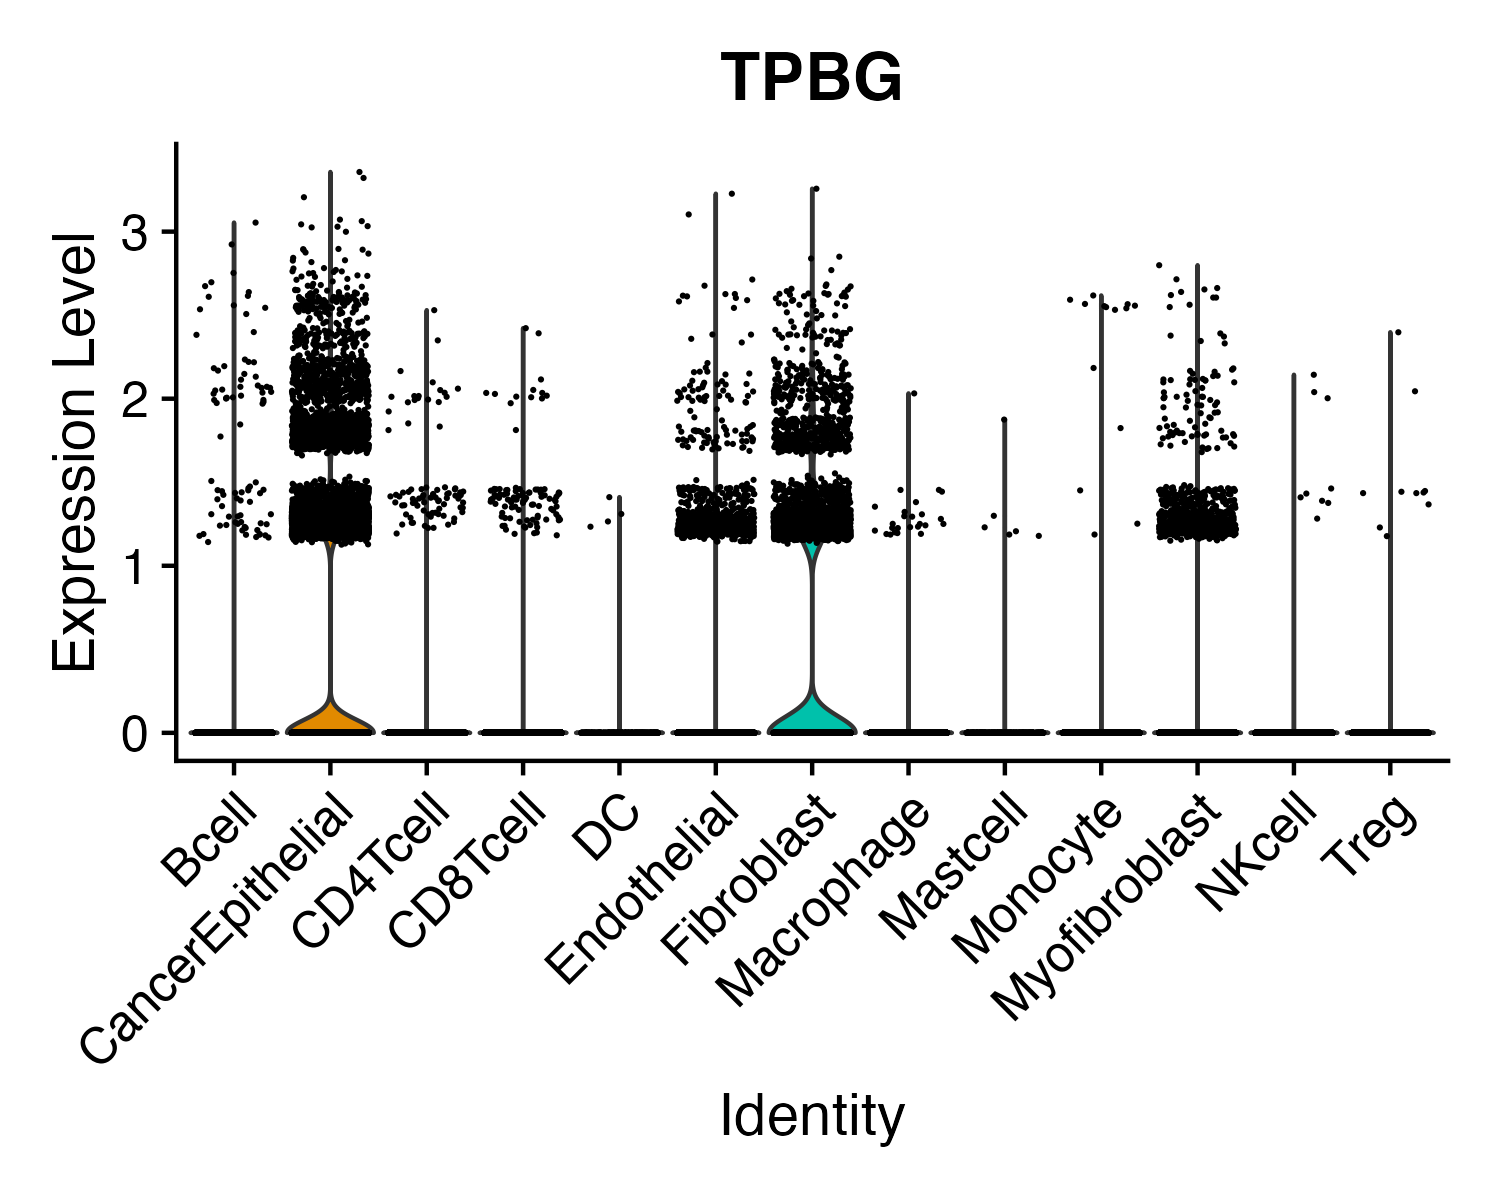 TPBG
Expression Level
3
2
1
0
Bcell
CancerEpithelial
CD4Tcell
CD8Tcell
DC
Endothelial
Fibroblast
Macrophage
Mastcell
Monocyte
Myofibroblast
NKcell
Treg
Identity